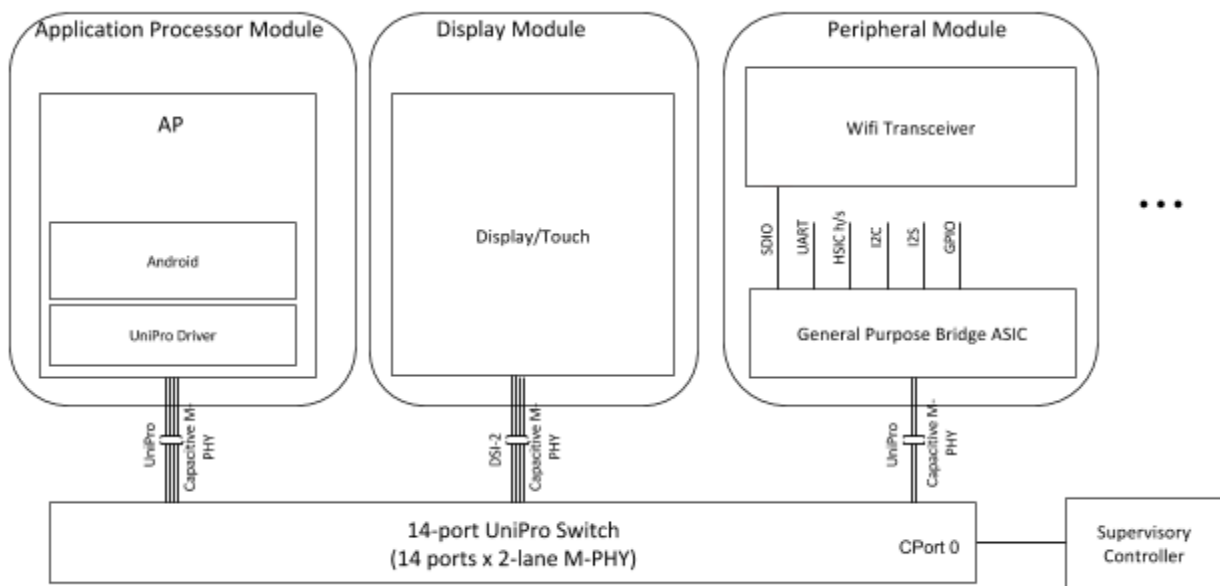 Application Processor Module
Display Module
Peripheral Module
AP
Android
UniPro Driver
Display/Touch
Wifi Transceiver
SDIO
UART
HSIC h/s
I2C
I2S
GPIO
General Purpose Bridge ASIC
UniPro
Capacitive M-
PHY
DSI-2
Capacitive M-
PHY
UniPro
Capacitive M-
PHY
14-port UniPro Switch
(14 ports x 2-lane M-PHY)
CPort 0
Supervisory
Controller